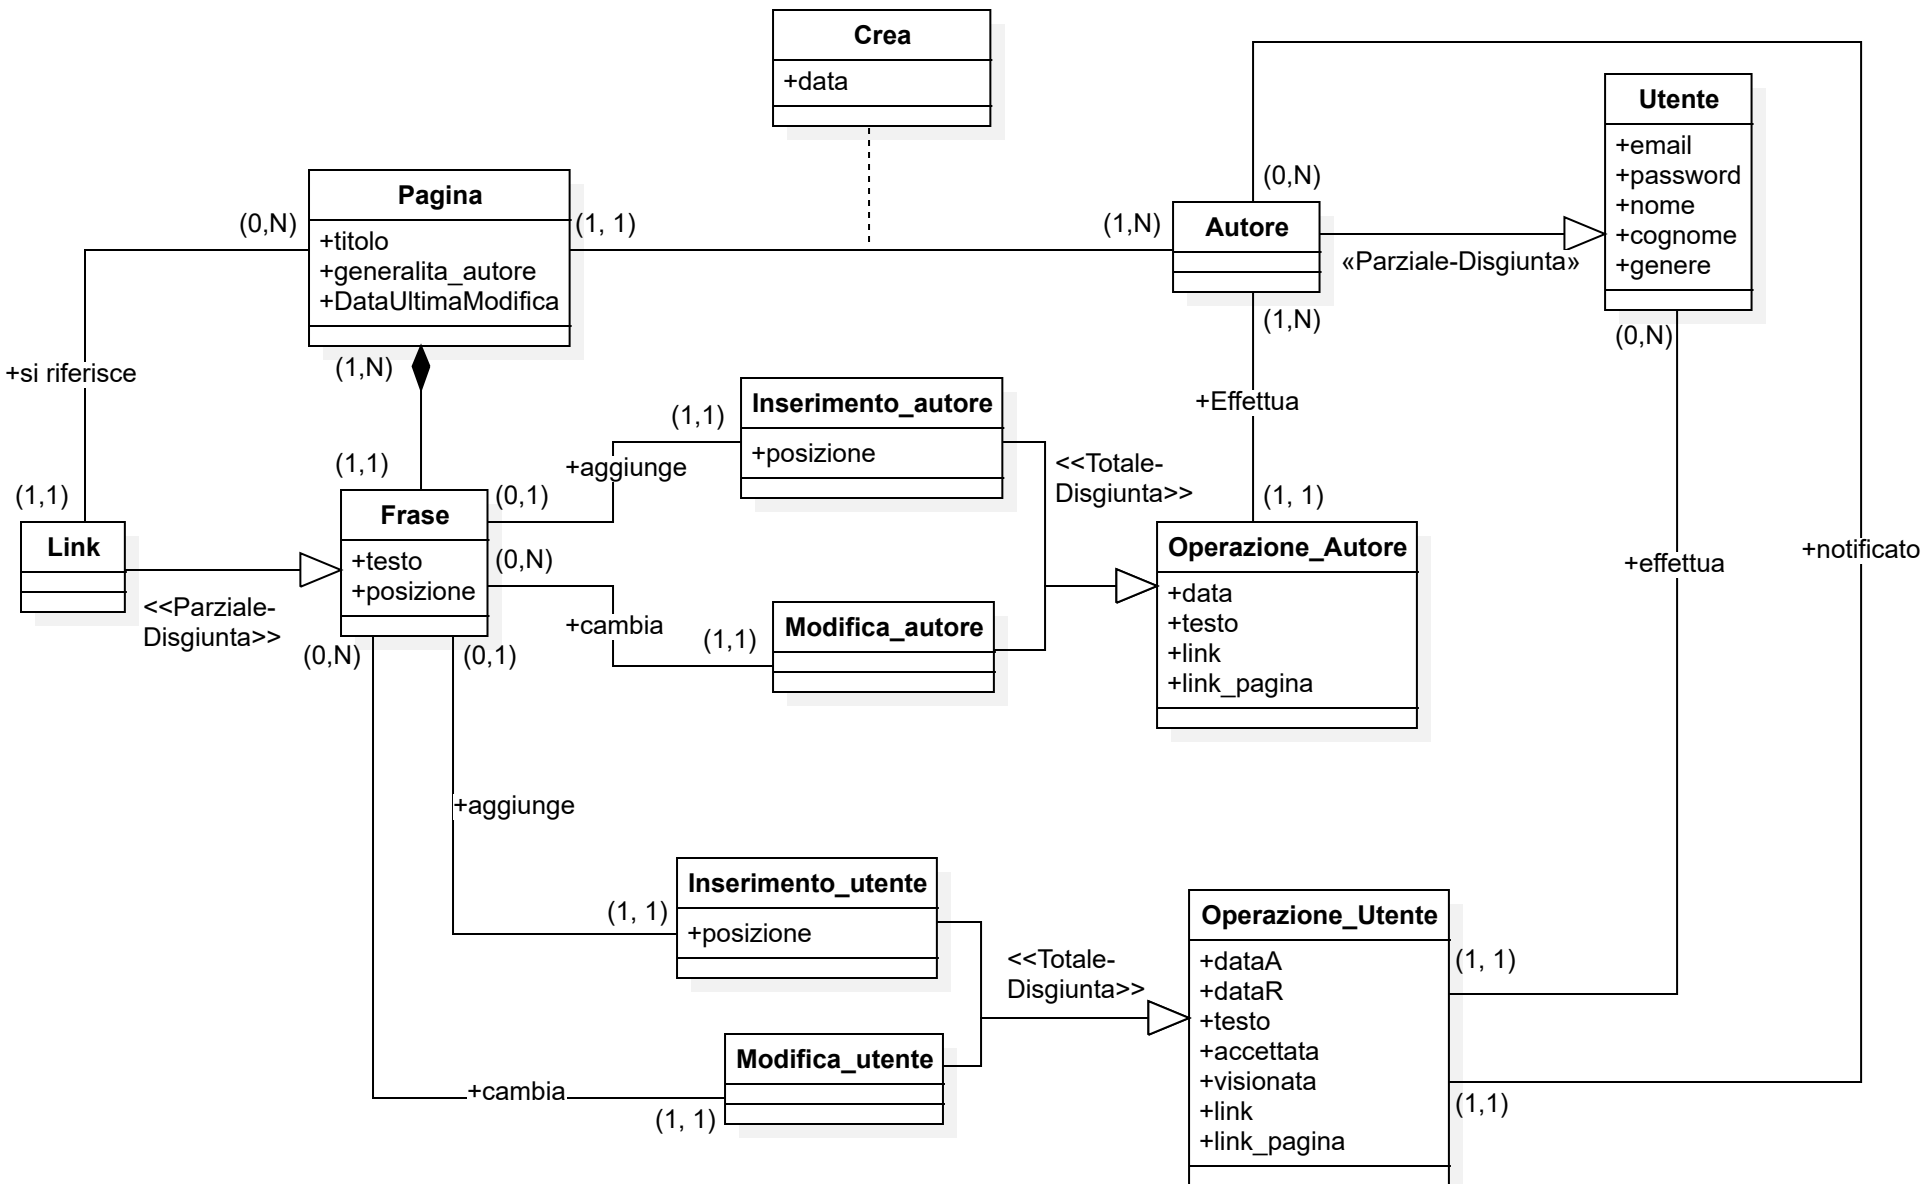 Crea
+data
Utente
+email
+password
+nome
+cognome
+genere
(0,N)
Pagina
+titolo
+generalita_autore
+DataUltimaModifica
(0,N)
(1, 1)
(1,N)
(0,N)
Autore
«Parziale-Disgiunta»
(1,N)
(1,N)
+si riferisce
+Effettua
Inserimento_autore
+posizione
(1,1)
+aggiunge
<<Totale-
Disgiunta>>
(1,1)
(1,1)
(0,1)
(1, 1)
Link
Frase
+testo
+posizione
(0,N)
<<Parziale-
Disgiunta>>
(0,N)
(0,1)
+cambia
(1,1)
Modifica_autore
Operazione_Autore
+data
+testo
+link
+link_pagina
+effettua
+notificato
+aggiunge
Inserimento_utente
+posizione
(1, 1)
<<Totale-
Disgiunta>>
Modifica_utente
+cambia
(1, 1)
Operazione_Utente
+dataA
+dataR
+testo
+accettata
+visionata
+link
+link_pagina
(1, 1)
(1,1)